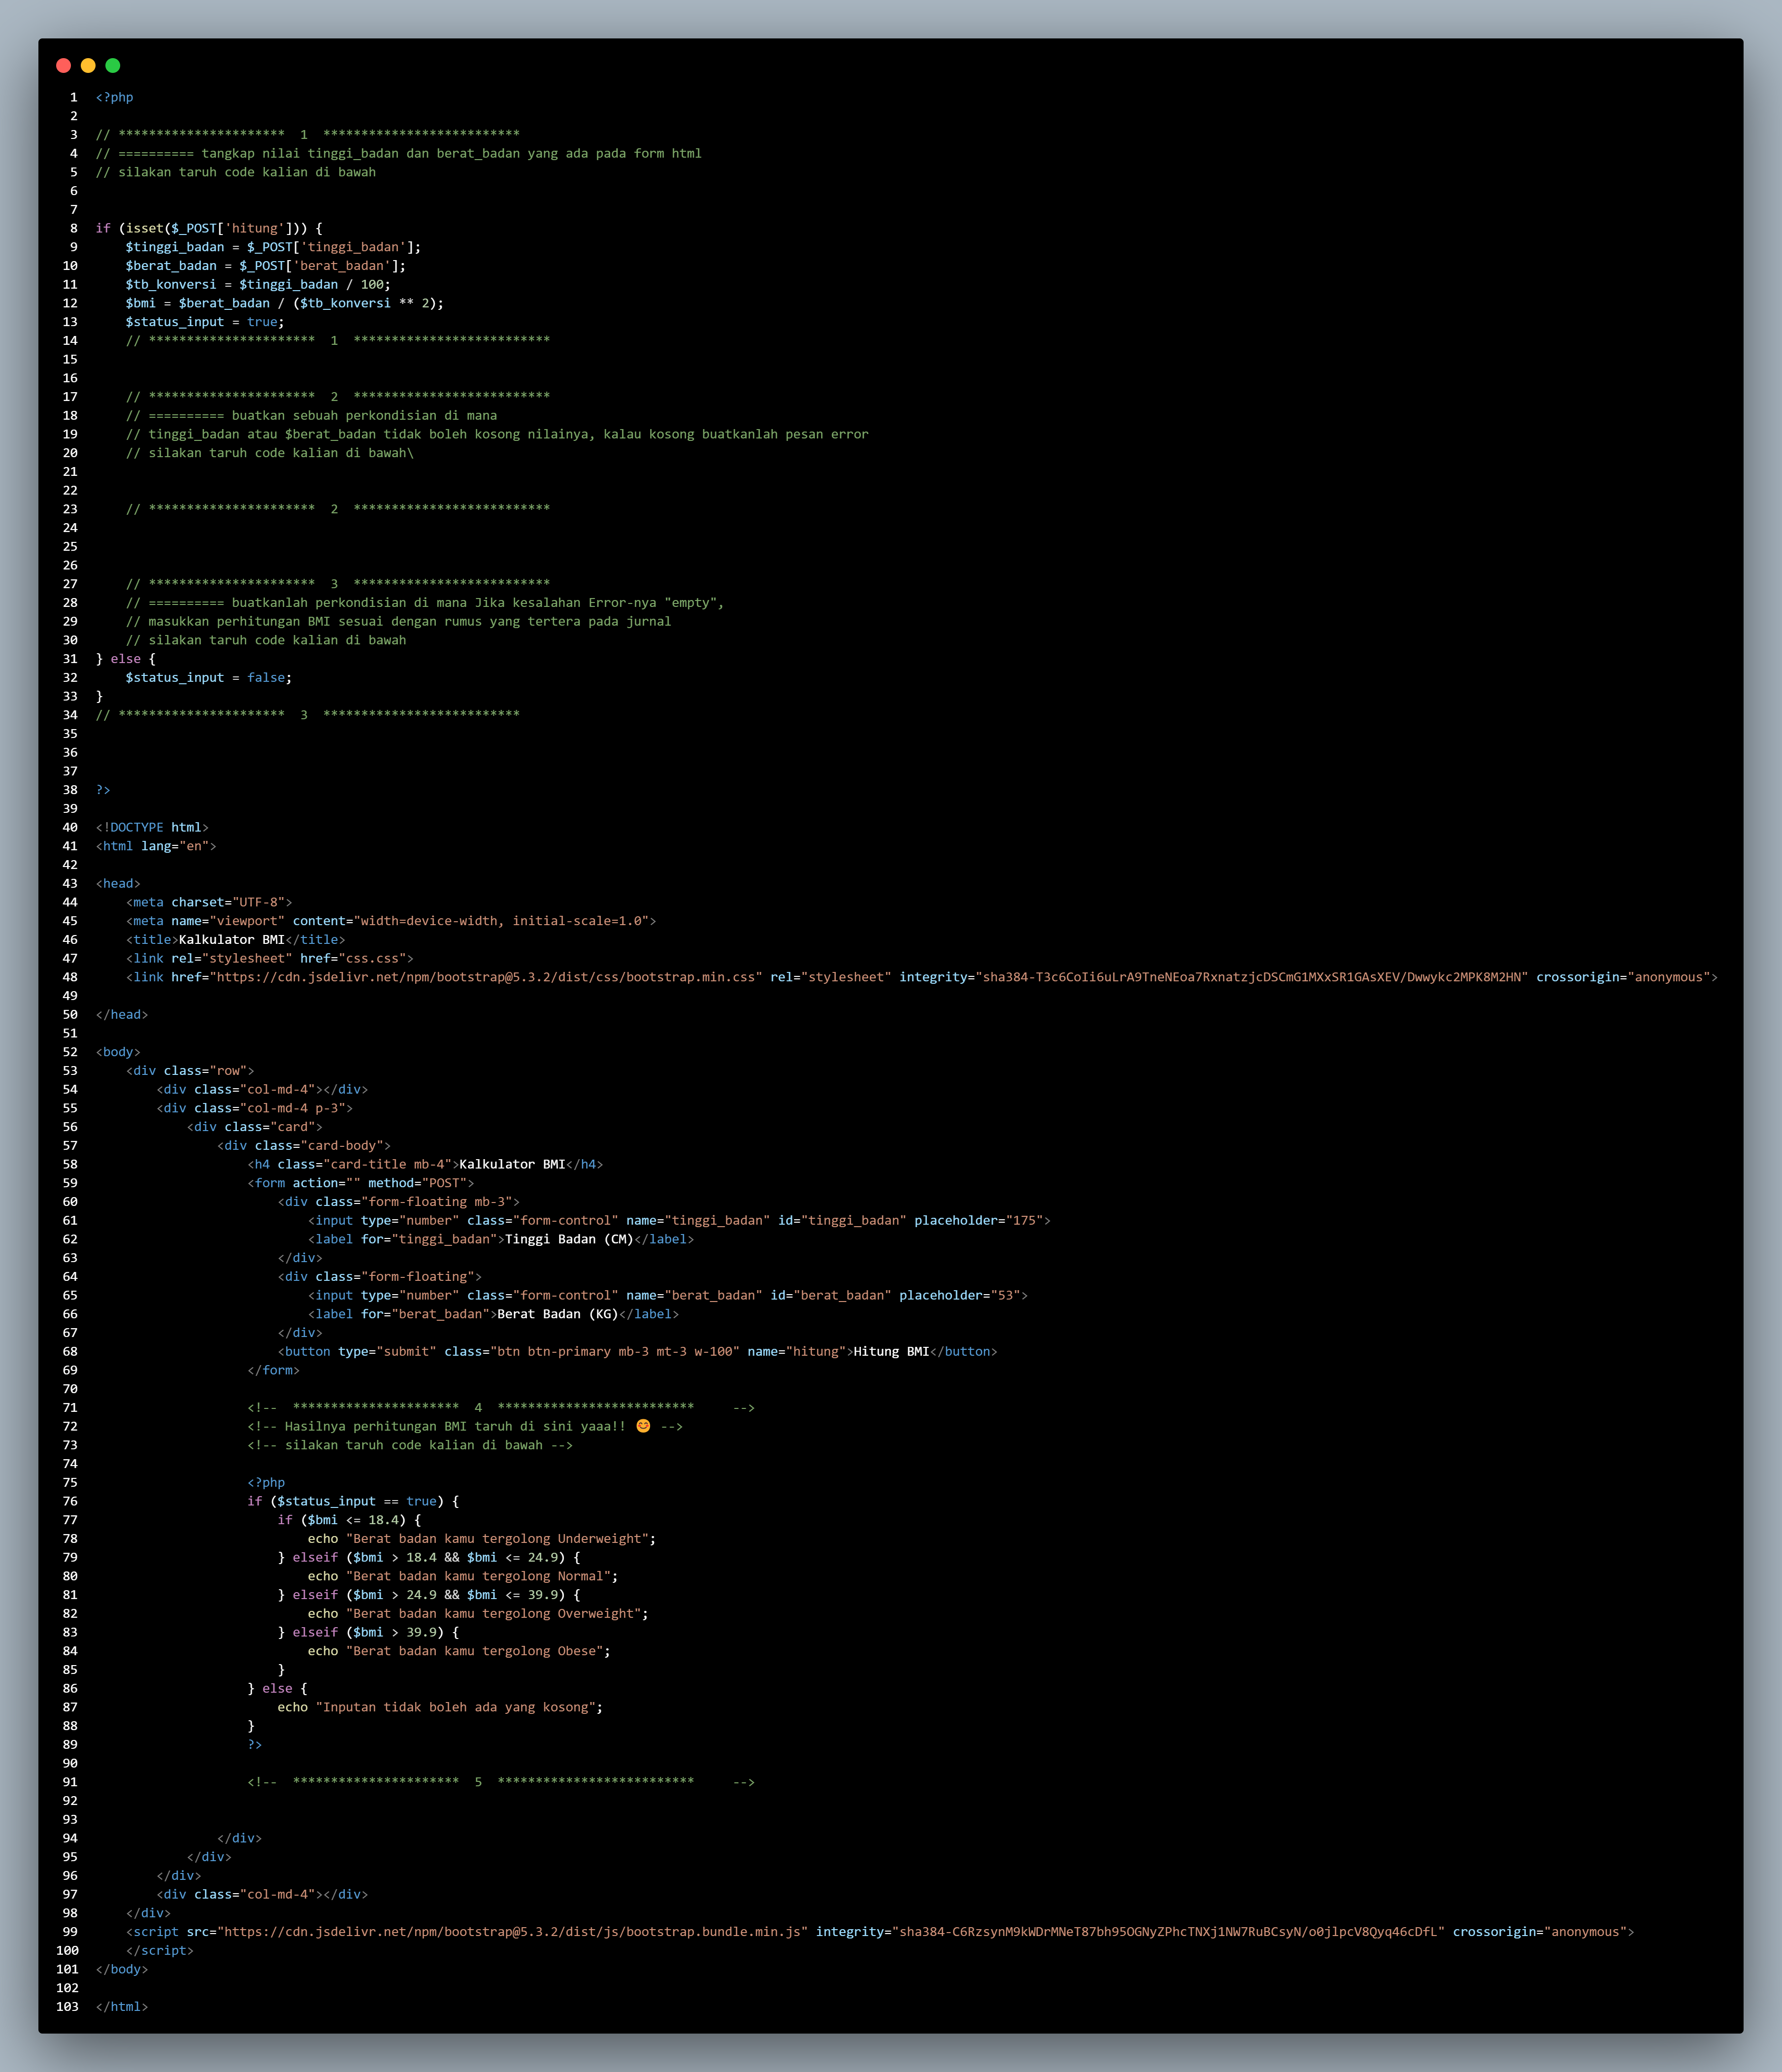 1 <?php
2
3 // **********************  1  **************************
4 // ========== tangkap nilai tinggi_badan dan berat_badan yang ada pada form html
5 // silakan taruh code kalian di bawah
6
7
8 if (isset($_POST['hitung'])) {
9     $tinggi_badan = $_POST['tinggi_badan'];
10     $berat_badan = $_POST['berat_badan'];
11     $tb_konversi = $tinggi_badan / 100;
12     $bmi = $berat_badan / ($tb_konversi ** 2);
13     $status_input = true;
14     // **********************  1  **************************
15
16
17     // **********************  2  **************************
18     // ========== buatkan sebuah perkondisian di mana
19     // tinggi_badan atau $berat_badan tidak boleh kosong nilainya, kalau kosong buatkanlah pesan error
20     // silakan taruh code kalian di bawah\
21
22
23     // **********************  2  **************************
24
25
26
27     // **********************  3  **************************
28     // ========== buatkanlah perkondisian di mana Jika kesalahan Error-nya "empty",
29     // masukkan perhitungan BMI sesuai dengan rumus yang tertera pada jurnal
30     // silakan taruh code kalian di bawah
31 } else {
32     $status_input = false;
33 }
34 // **********************  3  **************************
35
36
37
38 ?>
39
40 <!DOCTYPE html>
41 <html lang="en">
42
43 <head>
44     <meta charset="UTF-8">
45     <meta name="viewport" content="width=device-width, initial-scale=1.0">
46     <title>Kalkulator BMI</title>
47     <link rel="stylesheet" href="css.css">
48     <link href="https://cdn.jsdelivr.net/npm/bootstrap@5.3.2/dist/css/bootstrap.min.css" rel="stylesheet" integrity="sha384-T3c6CoIi6uLrA9TneNEoa7RxnatzjcDSCmG1MXxSR1GAsXEV/Dwwykc2MPK8M2HN" crossorigin="anonymous">
49
50 </head>
51
52 <body>
53     <div class="row">
54         <div class="col-md-4"></div>
55         <div class="col-md-4 p-3">
56             <div class="card">
57                 <div class="card-body">
58                     <h4 class="card-title mb-4">Kalkulator BMI</h4>
59                     <form action="" method="POST">
60                         <div class="form-floating mb-3">
61                             <input type="number" class="form-control" name="tinggi_badan" id="tinggi_badan" placeholder="175">
62                             <label for="tinggi_badan">Tinggi Badan (CM)</label>
63                         </div>
64                         <div class="form-floating">
65                             <input type="number" class="form-control" name="berat_badan" id="berat_badan" placeholder="53">
66                             <label for="berat_badan">Berat Badan (KG)</label>
67                         </div>
68                         <button type="submit" class="btn btn-primary mb-3 mt-3 w-100" name="hitung">Hitung BMI</button>
69                     </form>
70
71                     <!--  **********************  4  **************************     -->
72                     <!-- Hasilnya perhitungan BMI taruh di sini yaaa!! 😊 -->
73                     <!-- silakan taruh code kalian di bawah -->
74
75                     <?php
76                     if ($status_input == true) {
77                         if ($bmi <= 18.4) {
78                             echo "Berat badan kamu tergolong Underweight";
79                         } elseif ($bmi > 18.4 && $bmi <= 24.9) {
80                             echo "Berat badan kamu tergolong Normal";
81                         } elseif ($bmi > 24.9 && $bmi <= 39.9) {
82                             echo "Berat badan kamu tergolong Overweight";
83                         } elseif ($bmi > 39.9) {
84                             echo "Berat badan kamu tergolong Obese";
85                         }
86                     } else {
87                         echo "Inputan tidak boleh ada yang kosong";
88                     }
89                     ?>
90
91                     <!--  **********************  5  **************************     -->
92
93
94                 </div>
95             </div>
96         </div>
97         <div class="col-md-4"></div>
98     </div>
99     <script src="https://cdn.jsdelivr.net/npm/bootstrap@5.3.2/dist/js/bootstrap.bundle.min.js" integrity="sha384-C6RzsynM9kWDrMNeT87bh95OGNyZPhcTNXj1NW7RuBCsyN/o0jlpcV8Qyq46cDfL" crossorigin="anonymous">
100     </script>
101 </body>
102
103 </html>